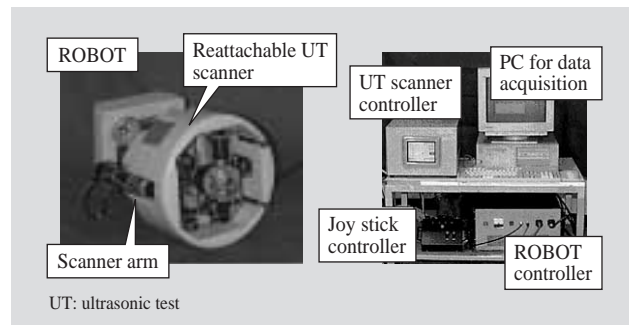 ROBOT
Reattachable UT
scanner
Scanner arm
UT scanner
controller
PC for data
acquisition
Joy stick
controller
ROBOT
controller
UT: ultrasonic test